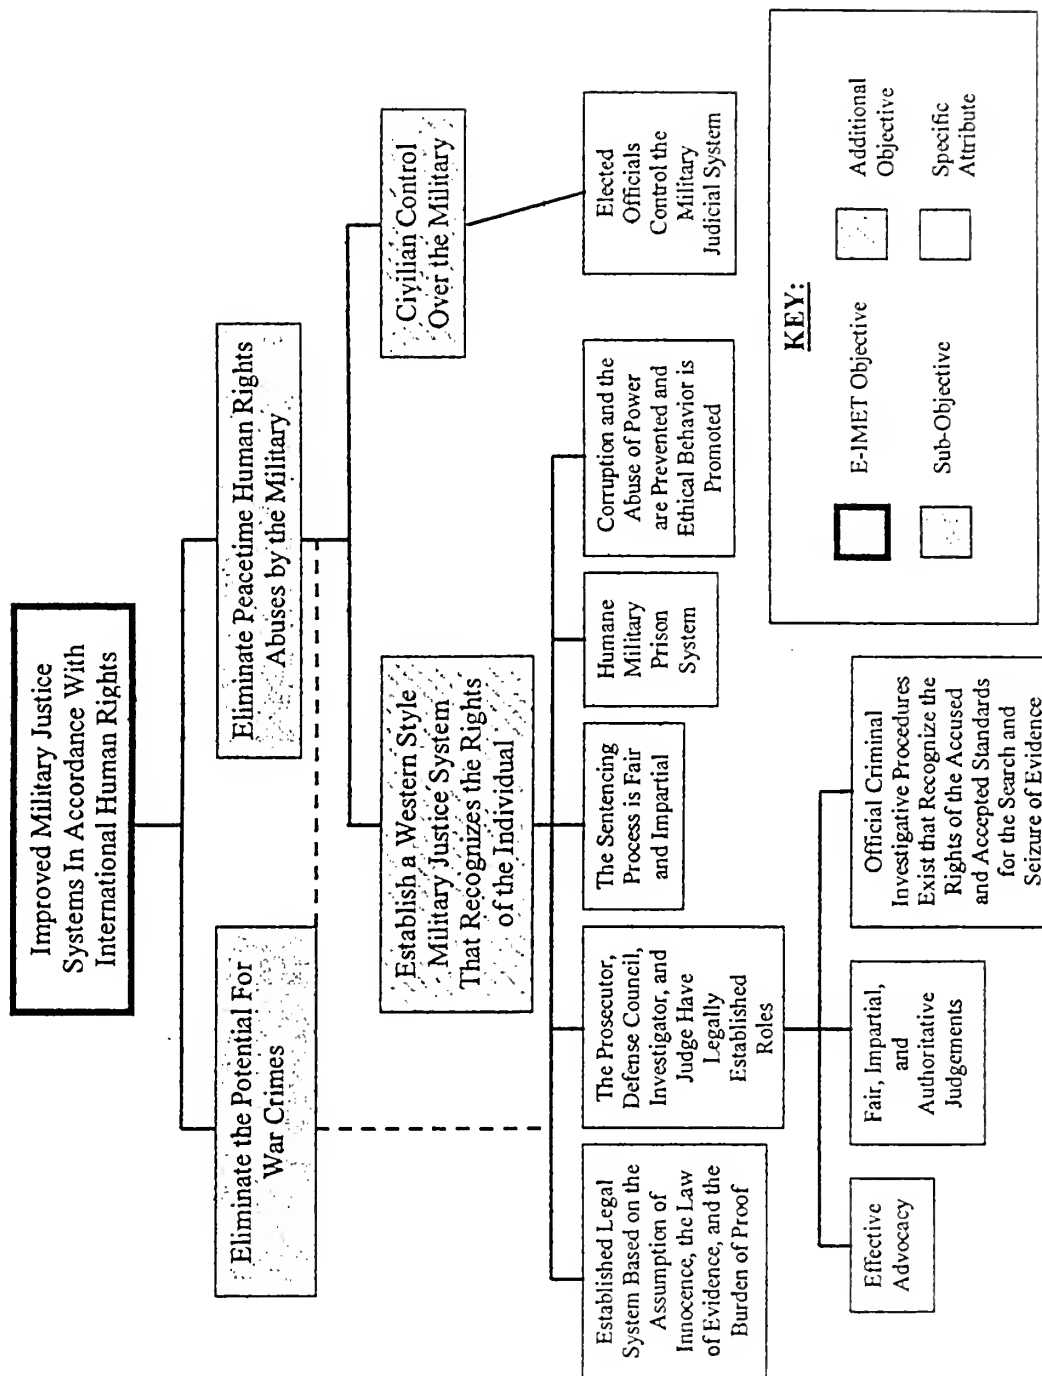 Improved Military Justice
Systems In Accordance With
International Human Rights
Eliminate the Potential For
War Crimes
Eliminate Peacetime Human Rights
Abuses by the Military
Establish a Western Style
Military Justice System
That Recognizes the Rights
of the Individual
Civilian Control
Over the Military
Established Legal
System Based on the
Assumption of
Innocence, the Law
of Evidence, and the
Burden of Proof
The Prosecutor,
Defense Council,
Investigator, and
Judge Have
Legally
Established
Roles
The Sentencing
Process is Fair
and Impartial
Humane
Military
Prison
System
Corruption and the
Abuse of Power
are Prevented and
Ethical Behavior is
Promoted
Elected
Officials
Control the
Military
Judicial System
Effective
Advocacy
Fair, Impartial,
and
Authoritative
Judgements
Official Criminal
Investigative Procedures
Exist that Recognize the
Rights of the Accused
and Accepted Standards
for the Search and
Seizure of Evidence
KEY:
E-IMET Objective
Additional
Objective
Sub-Objective
Specific
Attribute